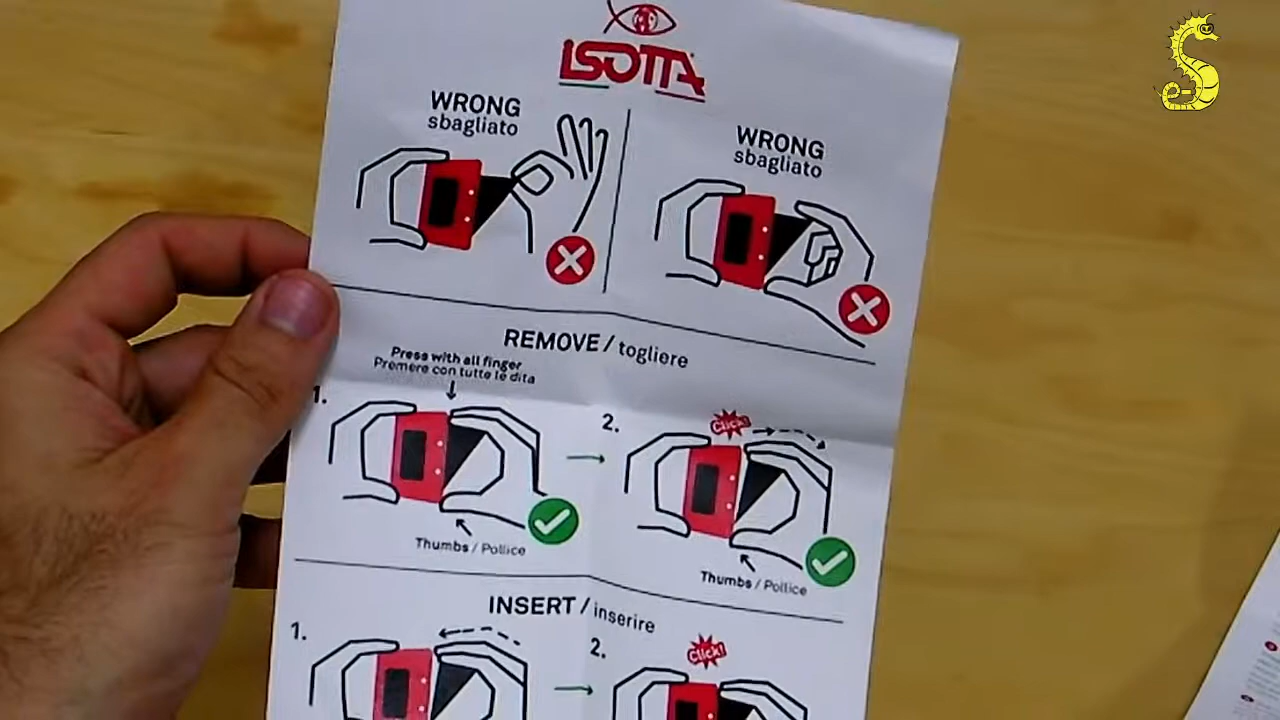 ISOTTA
WRONG
sbagliato
WRONG
sbagliato
REMOVE / togliere
Press with all finger
Premere con tutte le dita
1.
2.
Click!
Thumbs / Pollice
Thumbs / Pollice
INSERT / inserire
1.
2.
Click!